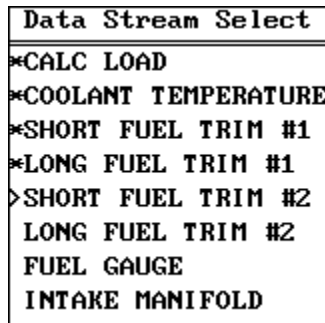 Data Stream Select
*CALC LOAD
*COOLANT TEMPERATURE
*SHORT FUEL TRIM #1
*LONG FUEL TRIM #1
>SHORT FUEL TRIM #2
LONG FUEL TRIM #2
FUEL GAUGE
INTAKE MANIFOLD